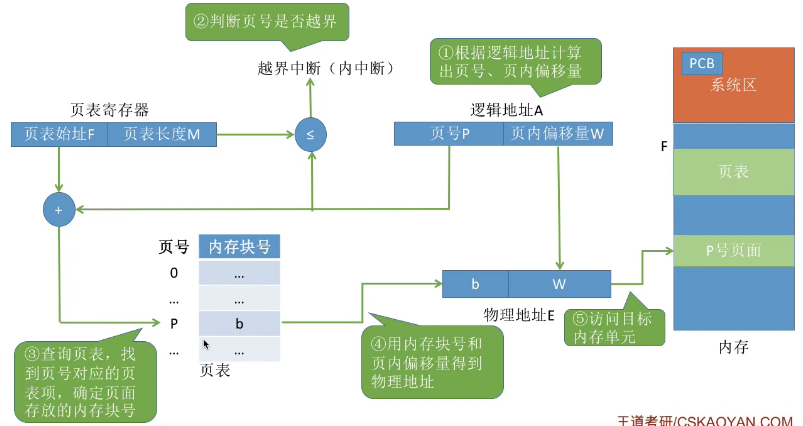 ②判断页号是否越界
越界中断（内中断）
①根据逻辑地址计算
出页号、页内偏移量
PCB
系统区
页表寄存器
页表始址F 页表长度M
≤
逻辑地址A
页号P 页内偏移量W
F
页表
+
页号 内存块号
0 …
… …
P b
… …
页表
b W
物理地址E
P号页面
内存
③查询页表，找
到页号对应的页
表项，确定页面
存放的内存块号
④用内存块号和
页内偏移量得到
物理地址
⑤访问目标
内存单元
王道考研/CSKAOYAN.COM